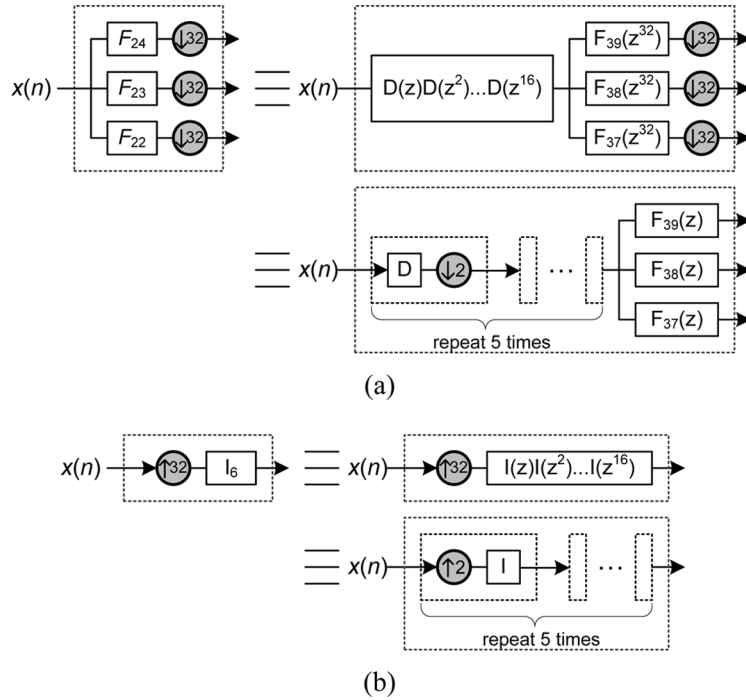 F₂₄ ↓32
x(n) F₂₃ ↓32
F₂₂ ↓32
x(n) D(z)D(z²)...D(z¹⁶)
F₃₉(z³²) ↓32
F₃₈(z³²) ↓32
F₃₇(z³²) ↓32
x(n) D ↓2 ...
repeat 5 times
F₃₉(z)
F₃₈(z)
F₃₇(z)
(a)
x(n) ↑32 I₆
x(n) ↑32 I(z)I(z²)...I(z¹⁶)
x(n) ↑2 I ...
repeat 5 times
(b)